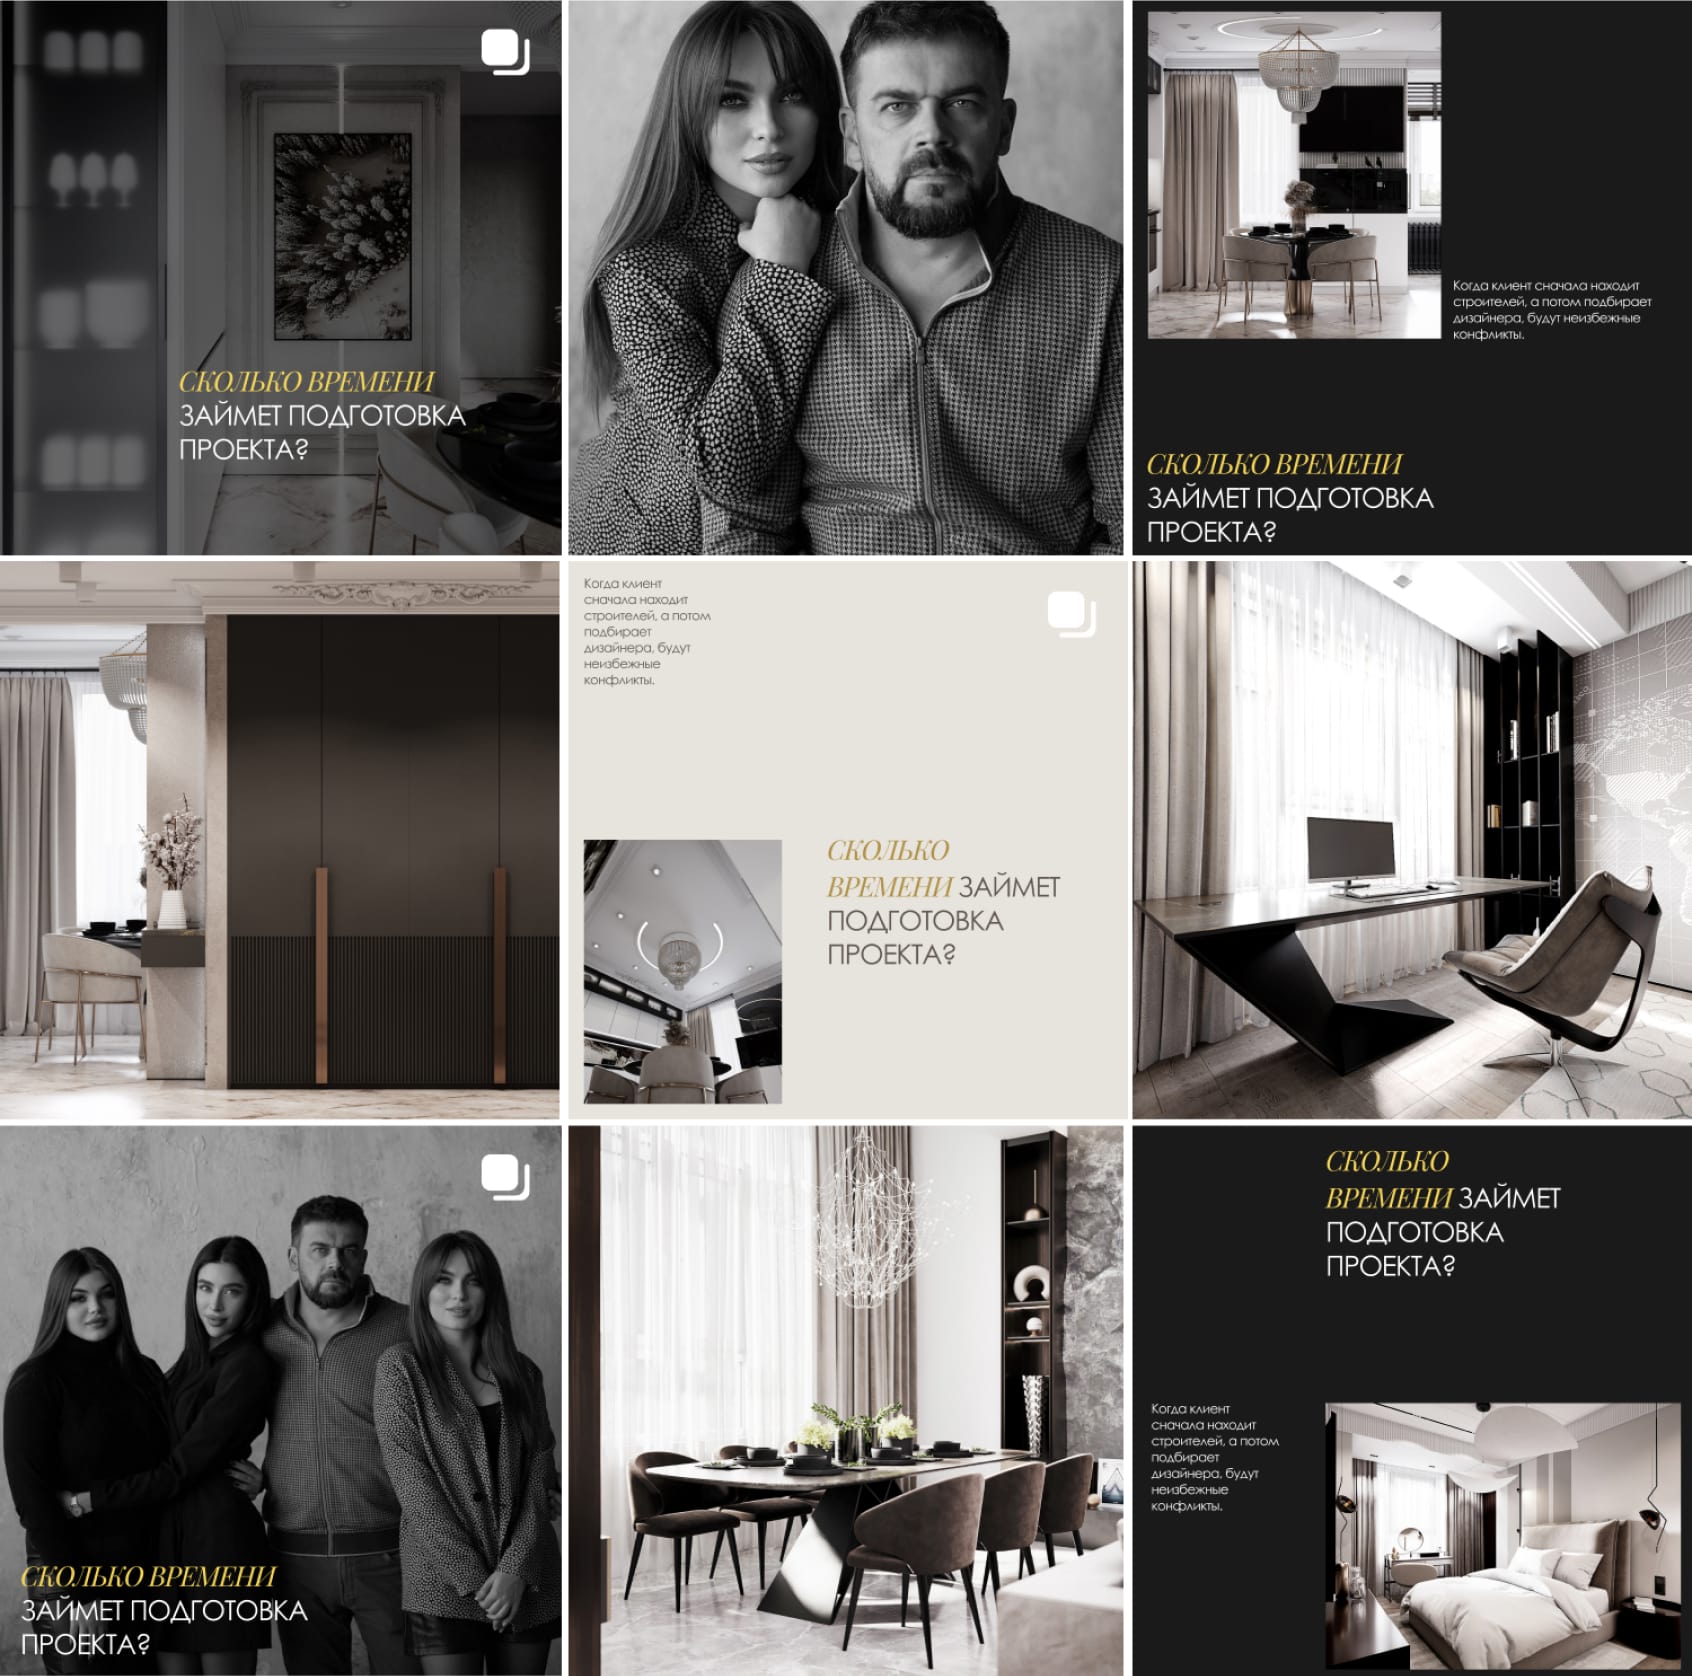 СКОЛЬКО ВРЕМЕНИ
ЗАЙМЕТ ПОДГОТОВКА
ПРОЕКТА?
Когда клиент сначала находит
строителей, а потом подбирает
дизайнера, будут неизбежные
конфликты.
СКОЛЬКО ВРЕМЕНИ
ЗАЙМЕТ ПОДГОТОВКА
ПРОЕКТА?
Когда клиент
сначала находит
строителей, а потом
подбирает
дизайнера, будут
неизбежные
конфликты.
СКОЛЬКО
ВРЕМЕНИ ЗАЙМЕТ
ПОДГОТОВКА
ПРОЕКТА?
СКОЛЬКО ВРЕМЕНИ
ЗАЙМЕТ ПОДГОТОВКА
ПРОЕКТА?
СКОЛЬКО
ВРЕМЕНИ ЗАЙМЕТ
ПОДГОТОВКА
ПРОЕКТА?
Когда клиент
сначала находит
строителей, а потом
подбирает
дизайнера, будут
неизбежные
конфликты.